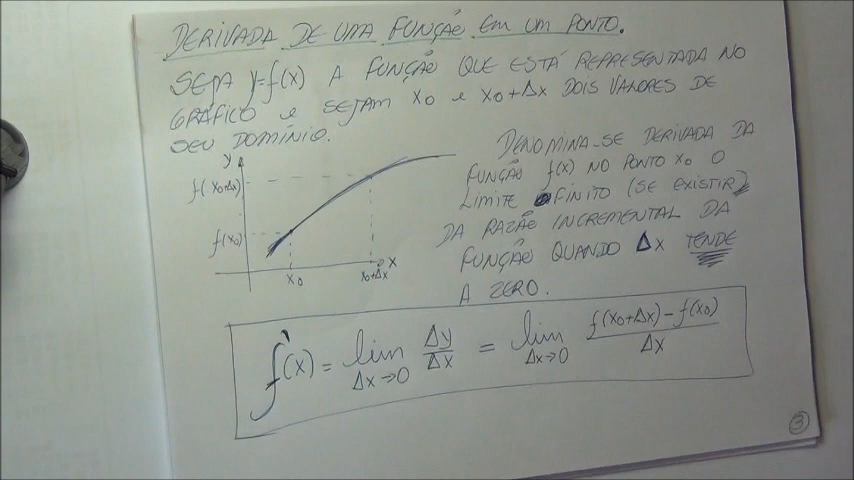 DERIVADA DE UMA FUNÇÃO EM UM PONTO.
SEJA y=f(x) A FUNÇÃO QUE ESTÁ REPRESENTADA NO
GRÁFICO E SEJAM X0 E X0+Δx DOIS VALORES DE
SEU DOMÍNIO.
y
f(x0+Δx)
f(x0)
x0
x0+Δx
x
DENOMINA-SE DERIVADA DA
FUNÇÃO f(x) NO PONTO X0 O
LIMITE FINITO (SE EXISTIR)
DA RAZÃO INCREMENTAL DA
FUNÇÃO QUANDO Δx TENDE
A ZERO.
f'(x) = lim Δx→0 Δy/Δx = lim Δx→0 f(x0+Δx)-f(x0)/Δx
3